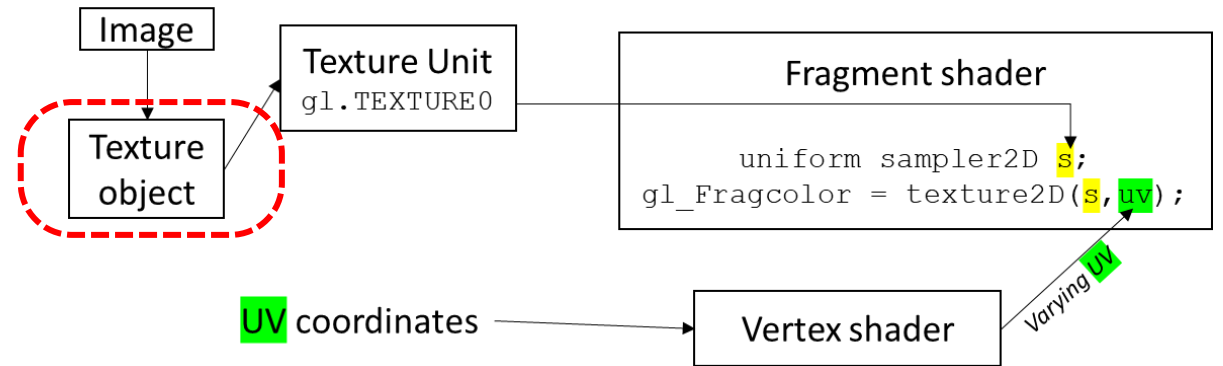 Image
Texture Unit
gl.TEXTURE0
Fragment shader
Texture
object
uniform sampler2D s;
gl_Fragcolor = texture2D(s,uv);
Varying UV
UV coordinates
Vertex shader